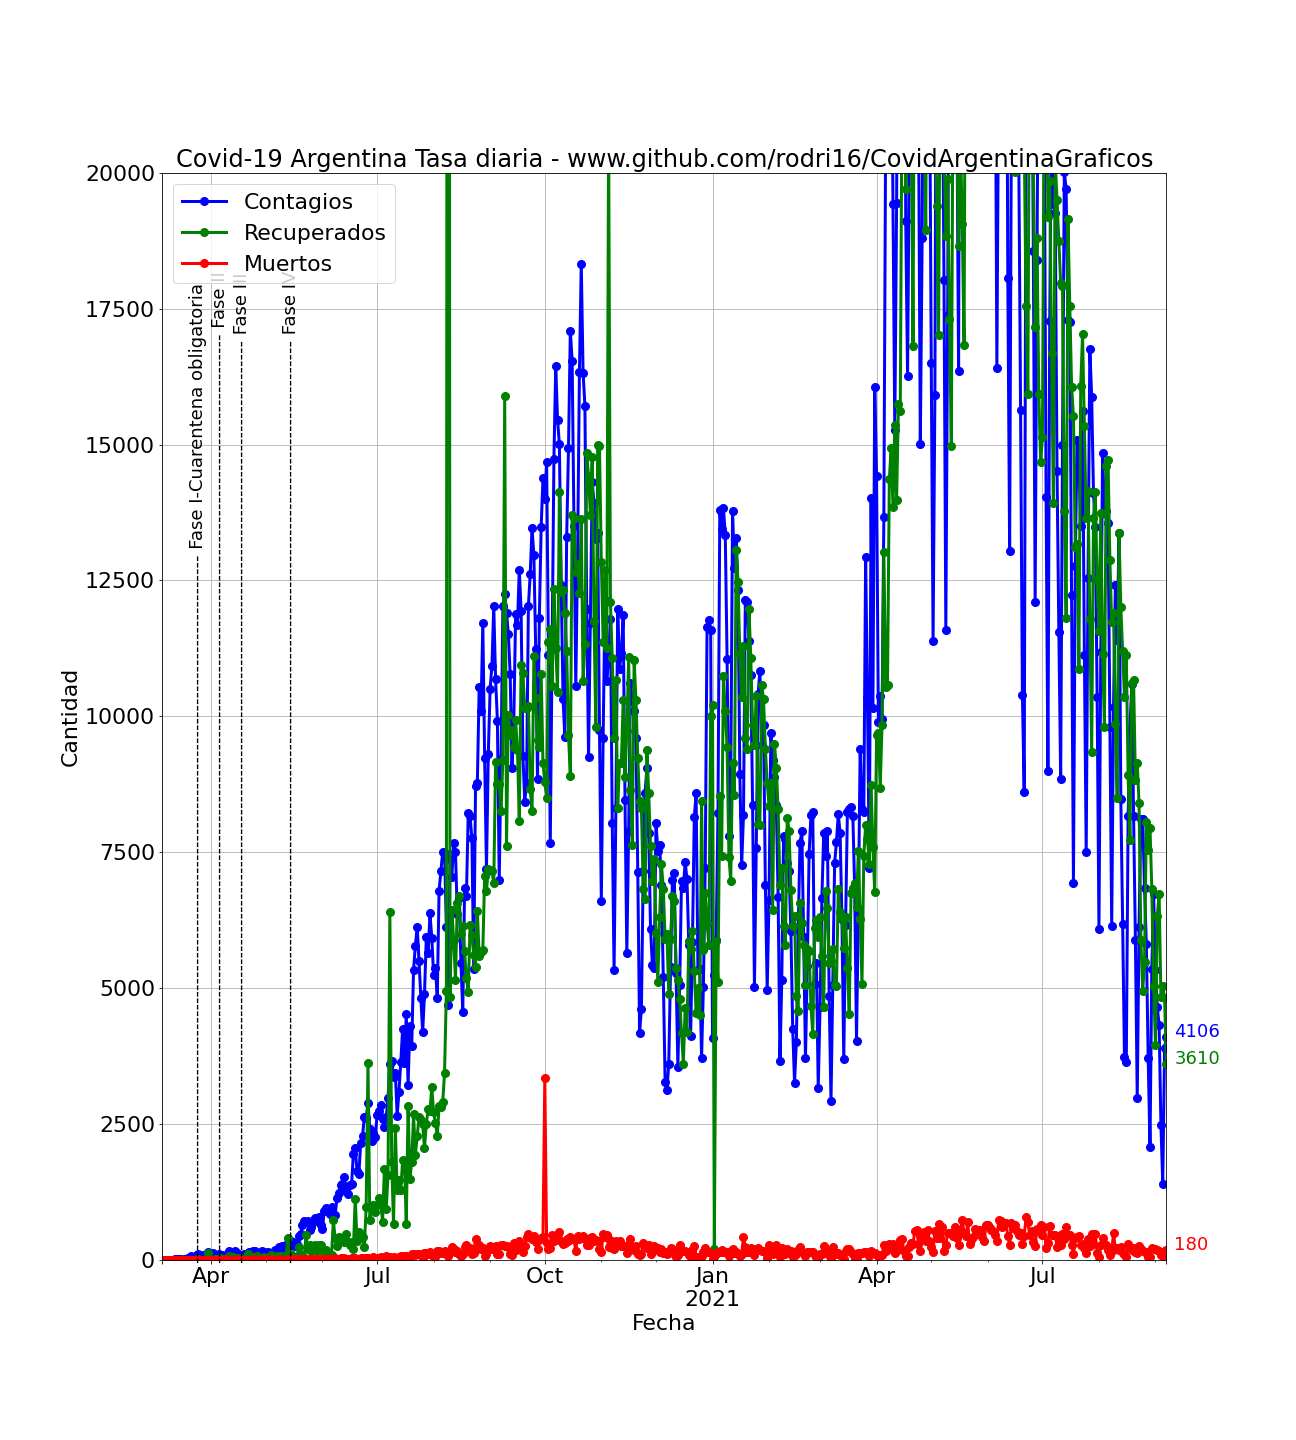 Covid-19 Argentina Tasa diaria - www.github.com/rodri16/CovidArgentinaGraficos
Contagios
Recuperados
Muertos
Fase I-Cuarentena obligatoria
Fase II
Fase III
Fase IV
20000
17500
15000
12500
10000
7500
5000
2500
0
Cantidad
4106
3610
180
Apr
Jul
Oct
Jan
2021
Apr
Jul
Fecha